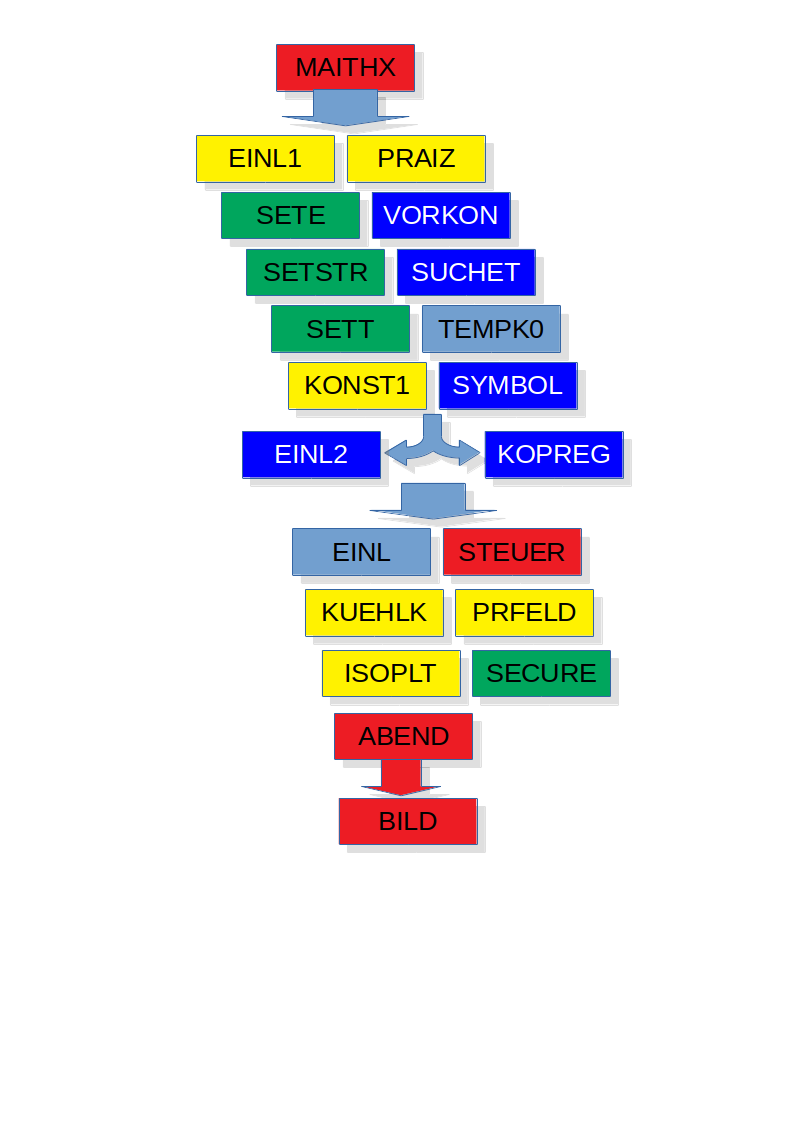 MAITHX
EINL1 PRAIZ
SETE VORKON
SETSTR SUCHET
SETT TEMPK0
KONST1 SYMBOL
EINL2 KOPREG
EINL STEUER
KUEHLK PRFELD
ISOPLT SECURE
ABEND
BILD